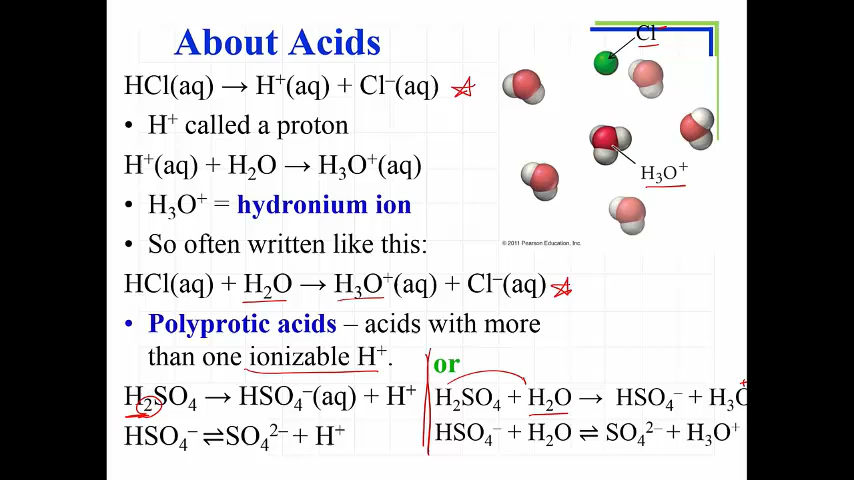 About Acids
HCl(aq) → H⁺(aq) + Cl⁻(aq)
• H⁺ called a proton
H⁺(aq) + H₂O → H₃O⁺(aq)
• H₃O⁺ = hydronium ion
• So often written like this:
HCl(aq) + H₂O → H₃O⁺(aq) + Cl⁻(aq)
• Polyprotic acids – acids with more
than one ionizable H⁺.
H₂SO₄ → HSO₄⁻(aq) + H⁺
HSO₄⁻ ⇌ SO₄²⁻ + H⁺
or
H₂SO₄ + H₂O → HSO₄⁻ + H₃O⁺
HSO₄⁻ + H₂O ⇌ SO₄²⁻ + H₃O⁺
Cl⁻
H₃O⁺
© 2011 Pearson Education, Inc.